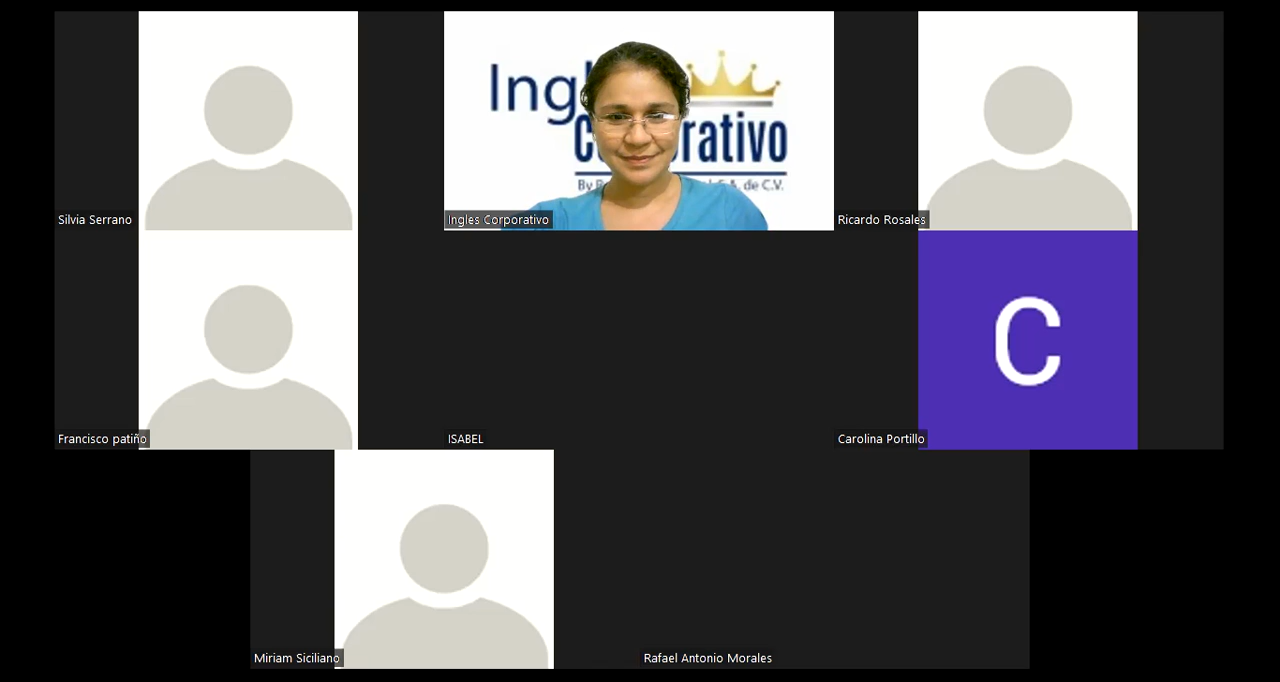 Ingl
C rativo
By de C.V.
Silvia Serrano
Ingles Corporativo
Ricardo Rosales
C
Francisco patiño
ISABEL
Carolina Portillo
Miriam Siciliano
Rafael Antonio Morales